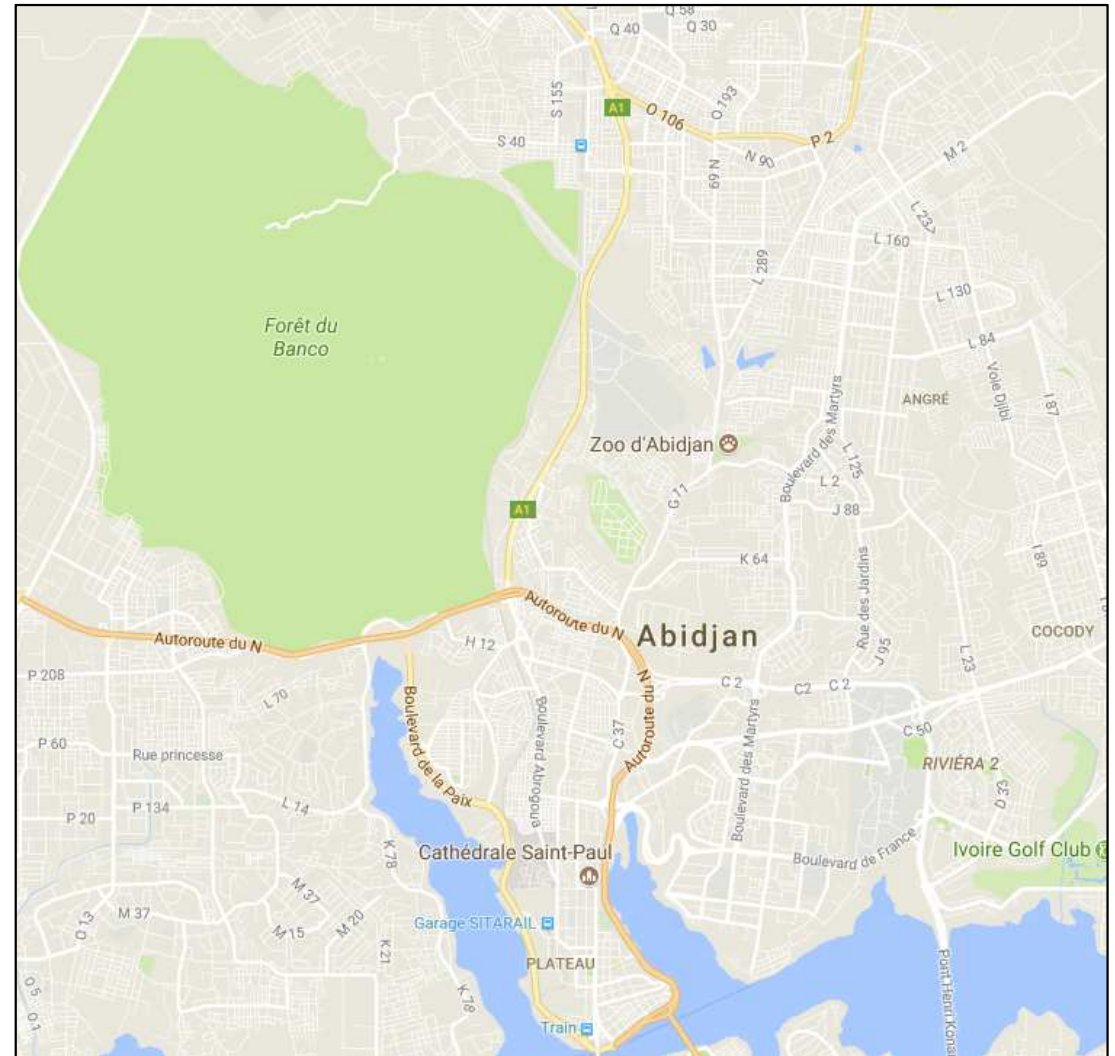 Q 58
Q 40
Q 30
S 155
A1
O 106
O 193
P 2
S 40
N 90
M 2
69 N
L 237
L 160
L 289
L 130
Forêt du
Banco
L 84
Voie Djibi
I 87
Boulevard des Martyrs
ANGRÉ
Zoo d'Abidjan
L 125
L 2
G 71
J 88
A1
K 64
I 89
Autoroute du N
Rue des Jardins
Autoroute du N
H 12
Abidjan
COCODY
J 95
L 23
P 208
C 2
C2
C 2
L 70
Boulevard de la Paix
Boulevard Abrogoua
C 37
Autoroute du N
Boulevard des Martyrs
C 50
P 60
Rue princesse
RIVIÉRA 2
L 14
P 134
P 20
D 33
K 78
Cathédrale Saint-Paul
Boulevard de France
Ivoire Golf Club
M 37
O 13
M 37
M 15
M 20
Garage SITARAIL
K 21
PLATEAU
Pont Henri Kona
O 5
O 1
K 78
Train